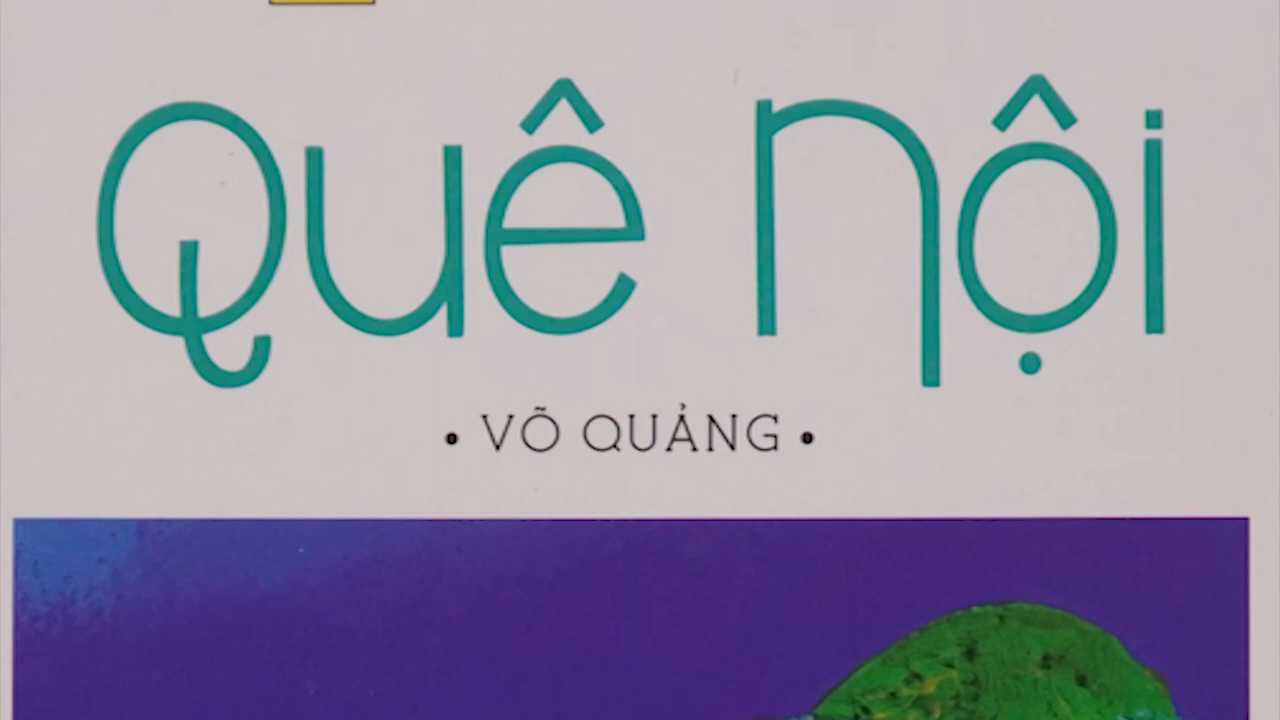 Quê nội
• VÕ QUẢNG •